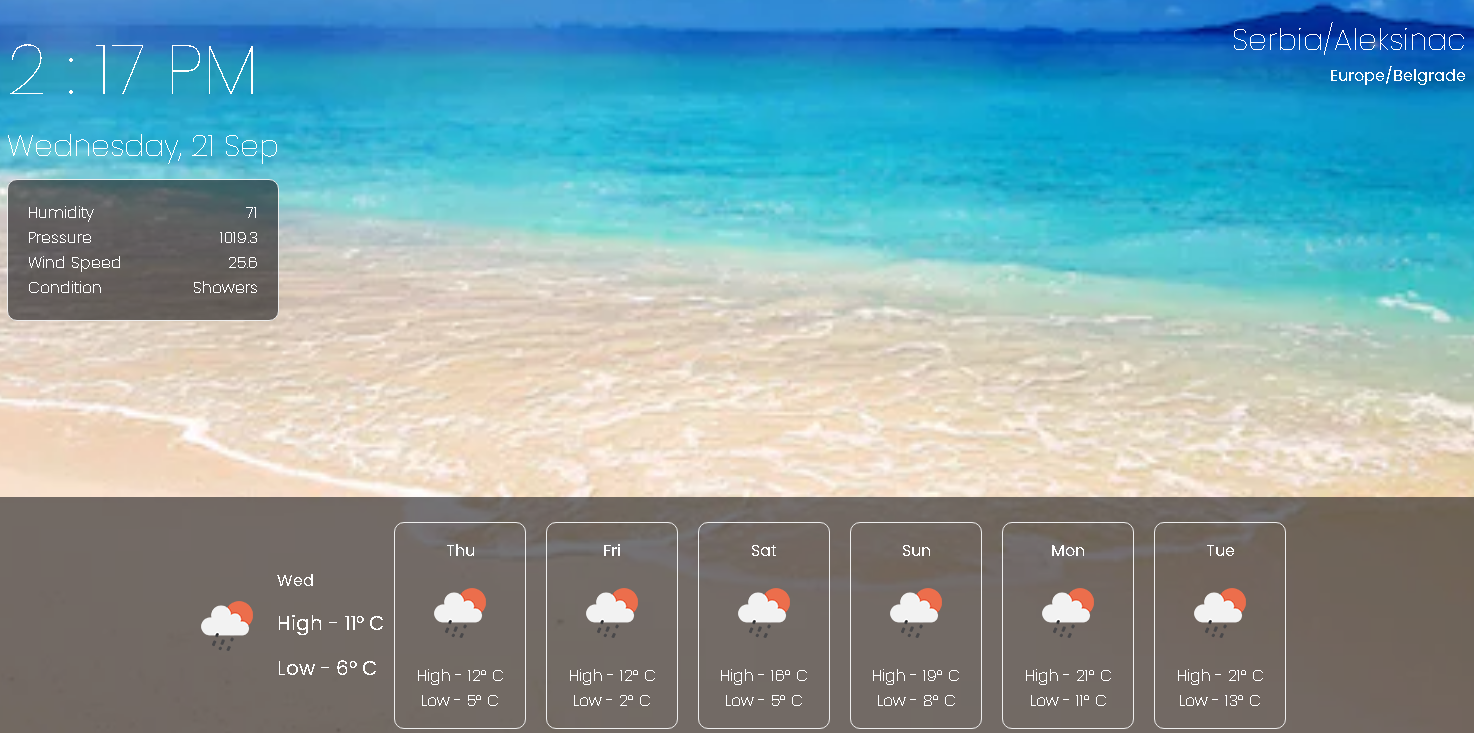 2 : 17 PM
Wednesday, 21 Sep
Serbia/Aleksinac
Europe/Belgrade
Humidity 71
Pressure 1019.3
Wind Speed 25.6
Condition Showers
Wed
High - 11° C
Low - 6° C
Thu
High - 12° C
Low - 5° C
Fri
High - 12° C
Low - 2° C
Sat
High - 16° C
Low - 5° C
Sun
High - 19° C
Low - 8° C
Mon
High - 21° C
Low - 11° C
Tue
High - 21° C
Low - 13° C